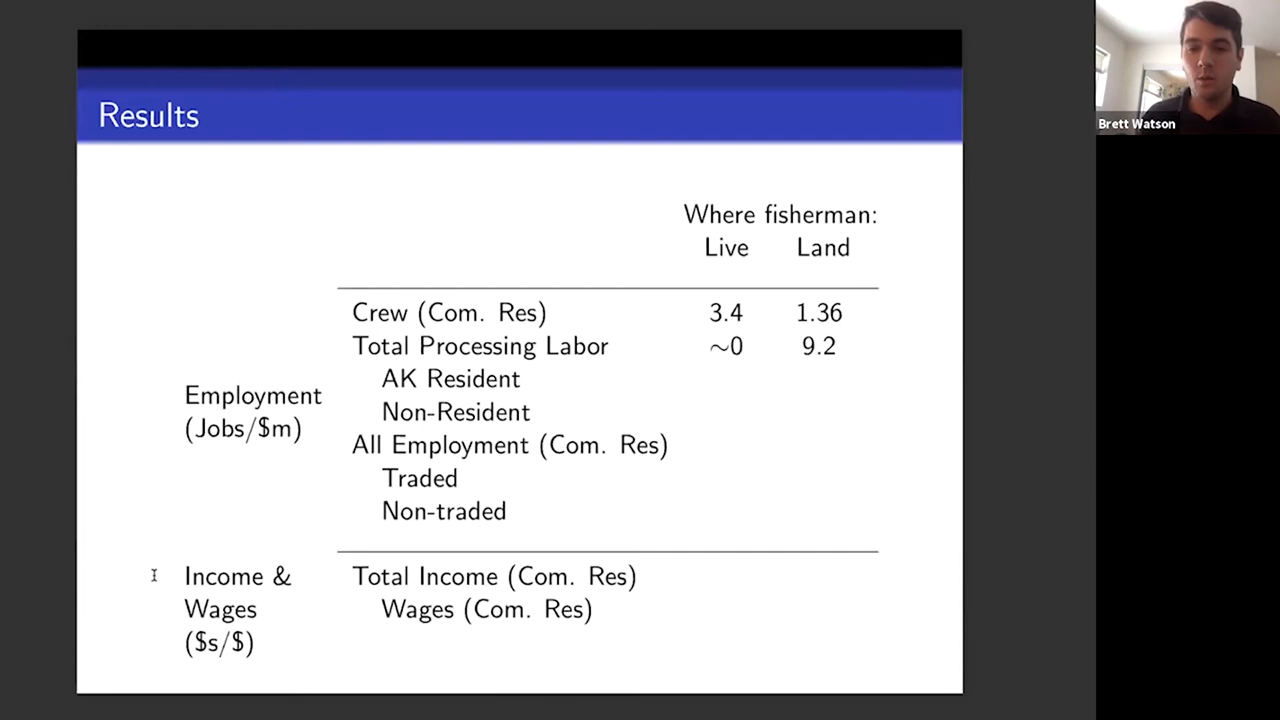 Results
Where fisherman:
Live Land
Crew (Com. Res) 3.4 1.36
Total Processing Labor ~0 9.2
AK Resident
Employment
(Jobs/$m)
Non-Resident
All Employment (Com. Res)
Traded
Non-traded
Income &
Wages
($s/$)
Total Income (Com. Res)
Wages (Com. Res)
Brett Watson